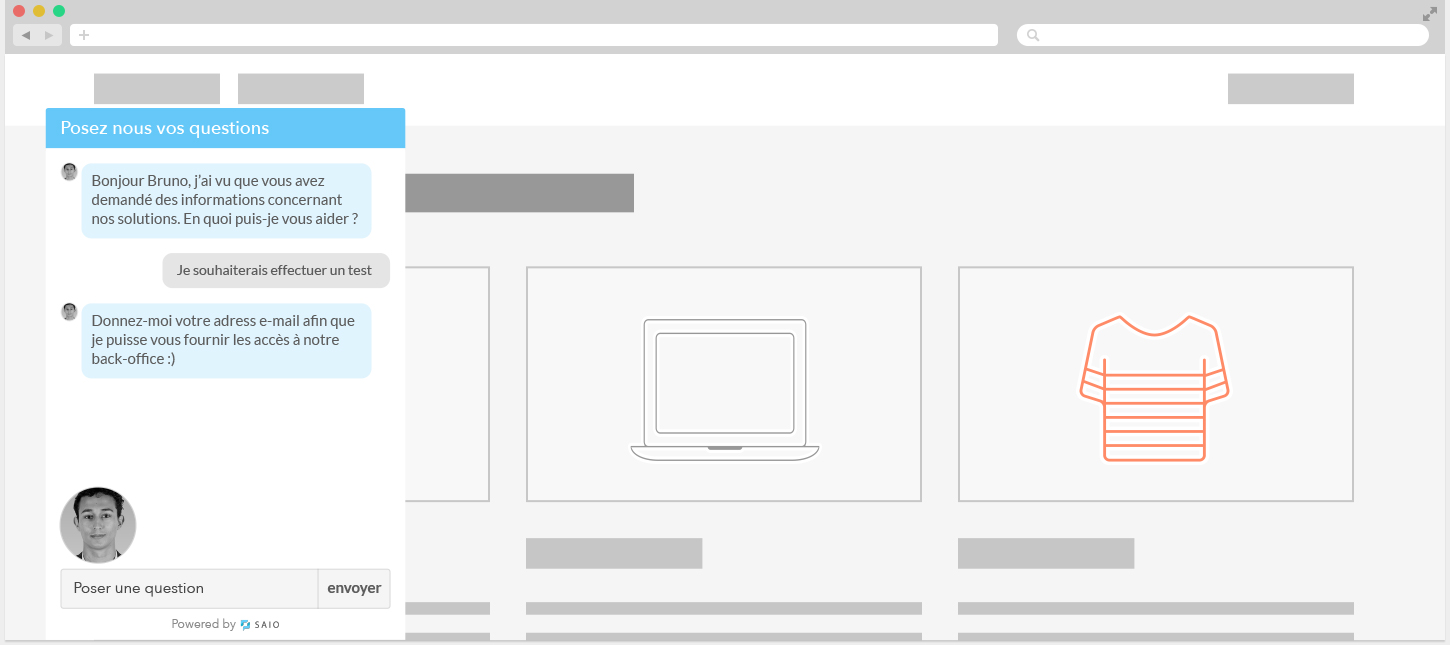 Posez nous vos questions
Bonjour Bruno, j'ai vu que vous avez
demandé des informations concernant
nos solutions. En quoi puis-je vous aider ?
Je souhaiterais effectuer un test
Donnez-moi votre adress e-mail afin que
je puisse vous fournir les accès à notre
back-office :)
Poser une question
envoyer
Powered by SAIO